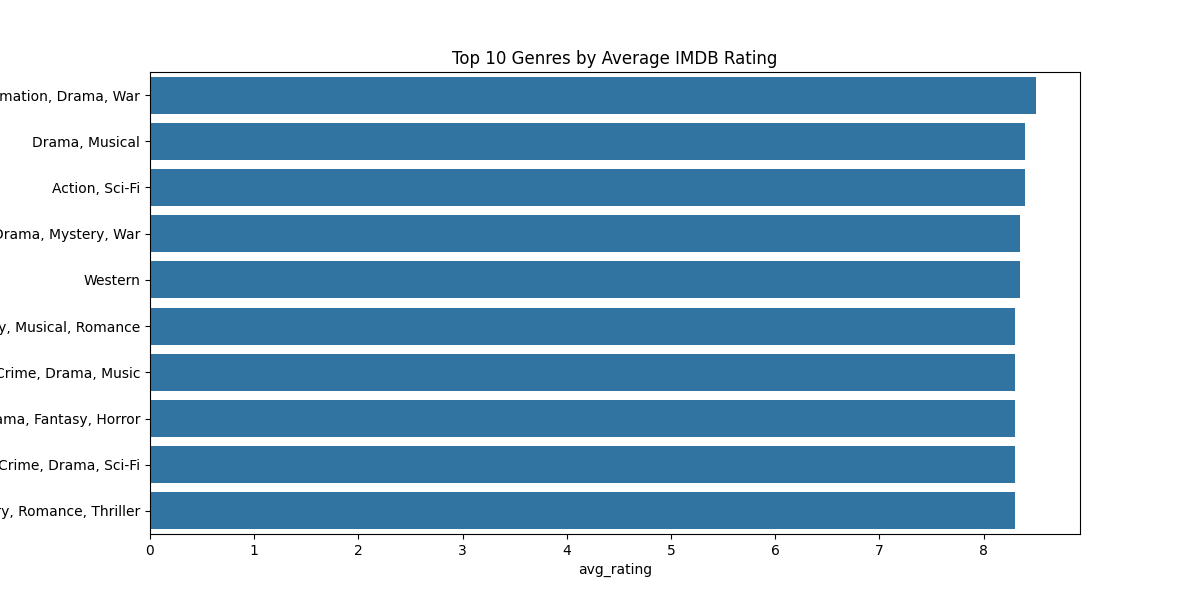 Top 10 Genres by Average IMDB Rating
mation, Drama, War
Drama, Musical
Action, Sci-Fi
Drama, Mystery, War
Western
y, Musical, Romance
Crime, Drama, Music
ama, Fantasy, Horror
Crime, Drama, Sci-Fi
ry, Romance, Thriller
0 1 2 3 4 5 6 7 8
avg_rating